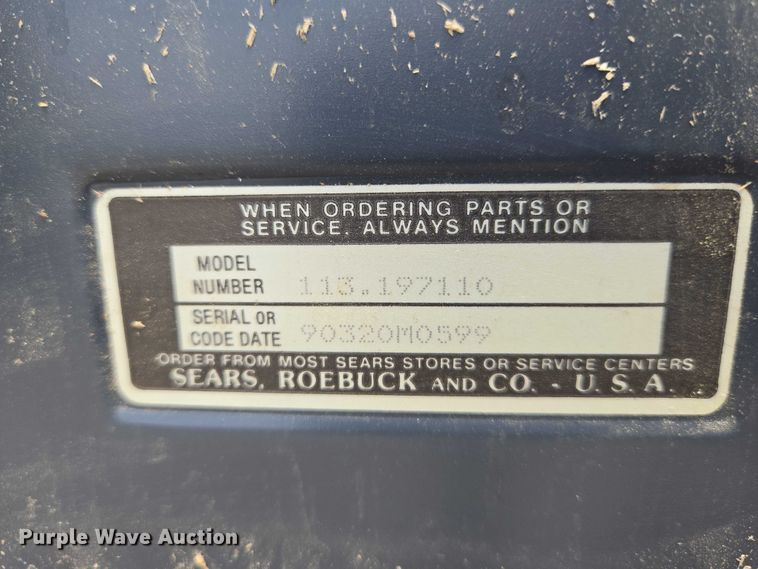 WHEN ORDERING PARTS OR
SERVICE, ALWAYS MENTION
MODEL
NUMBER 113.197110
SERIAL OR
CODE DATE 90320M0599
ORDER FROM MOST SEARS STORES OR SERVICE CENTERS
SEARS, ROEBUCK AND CO. - U.S.A.
Purple Wave Auction